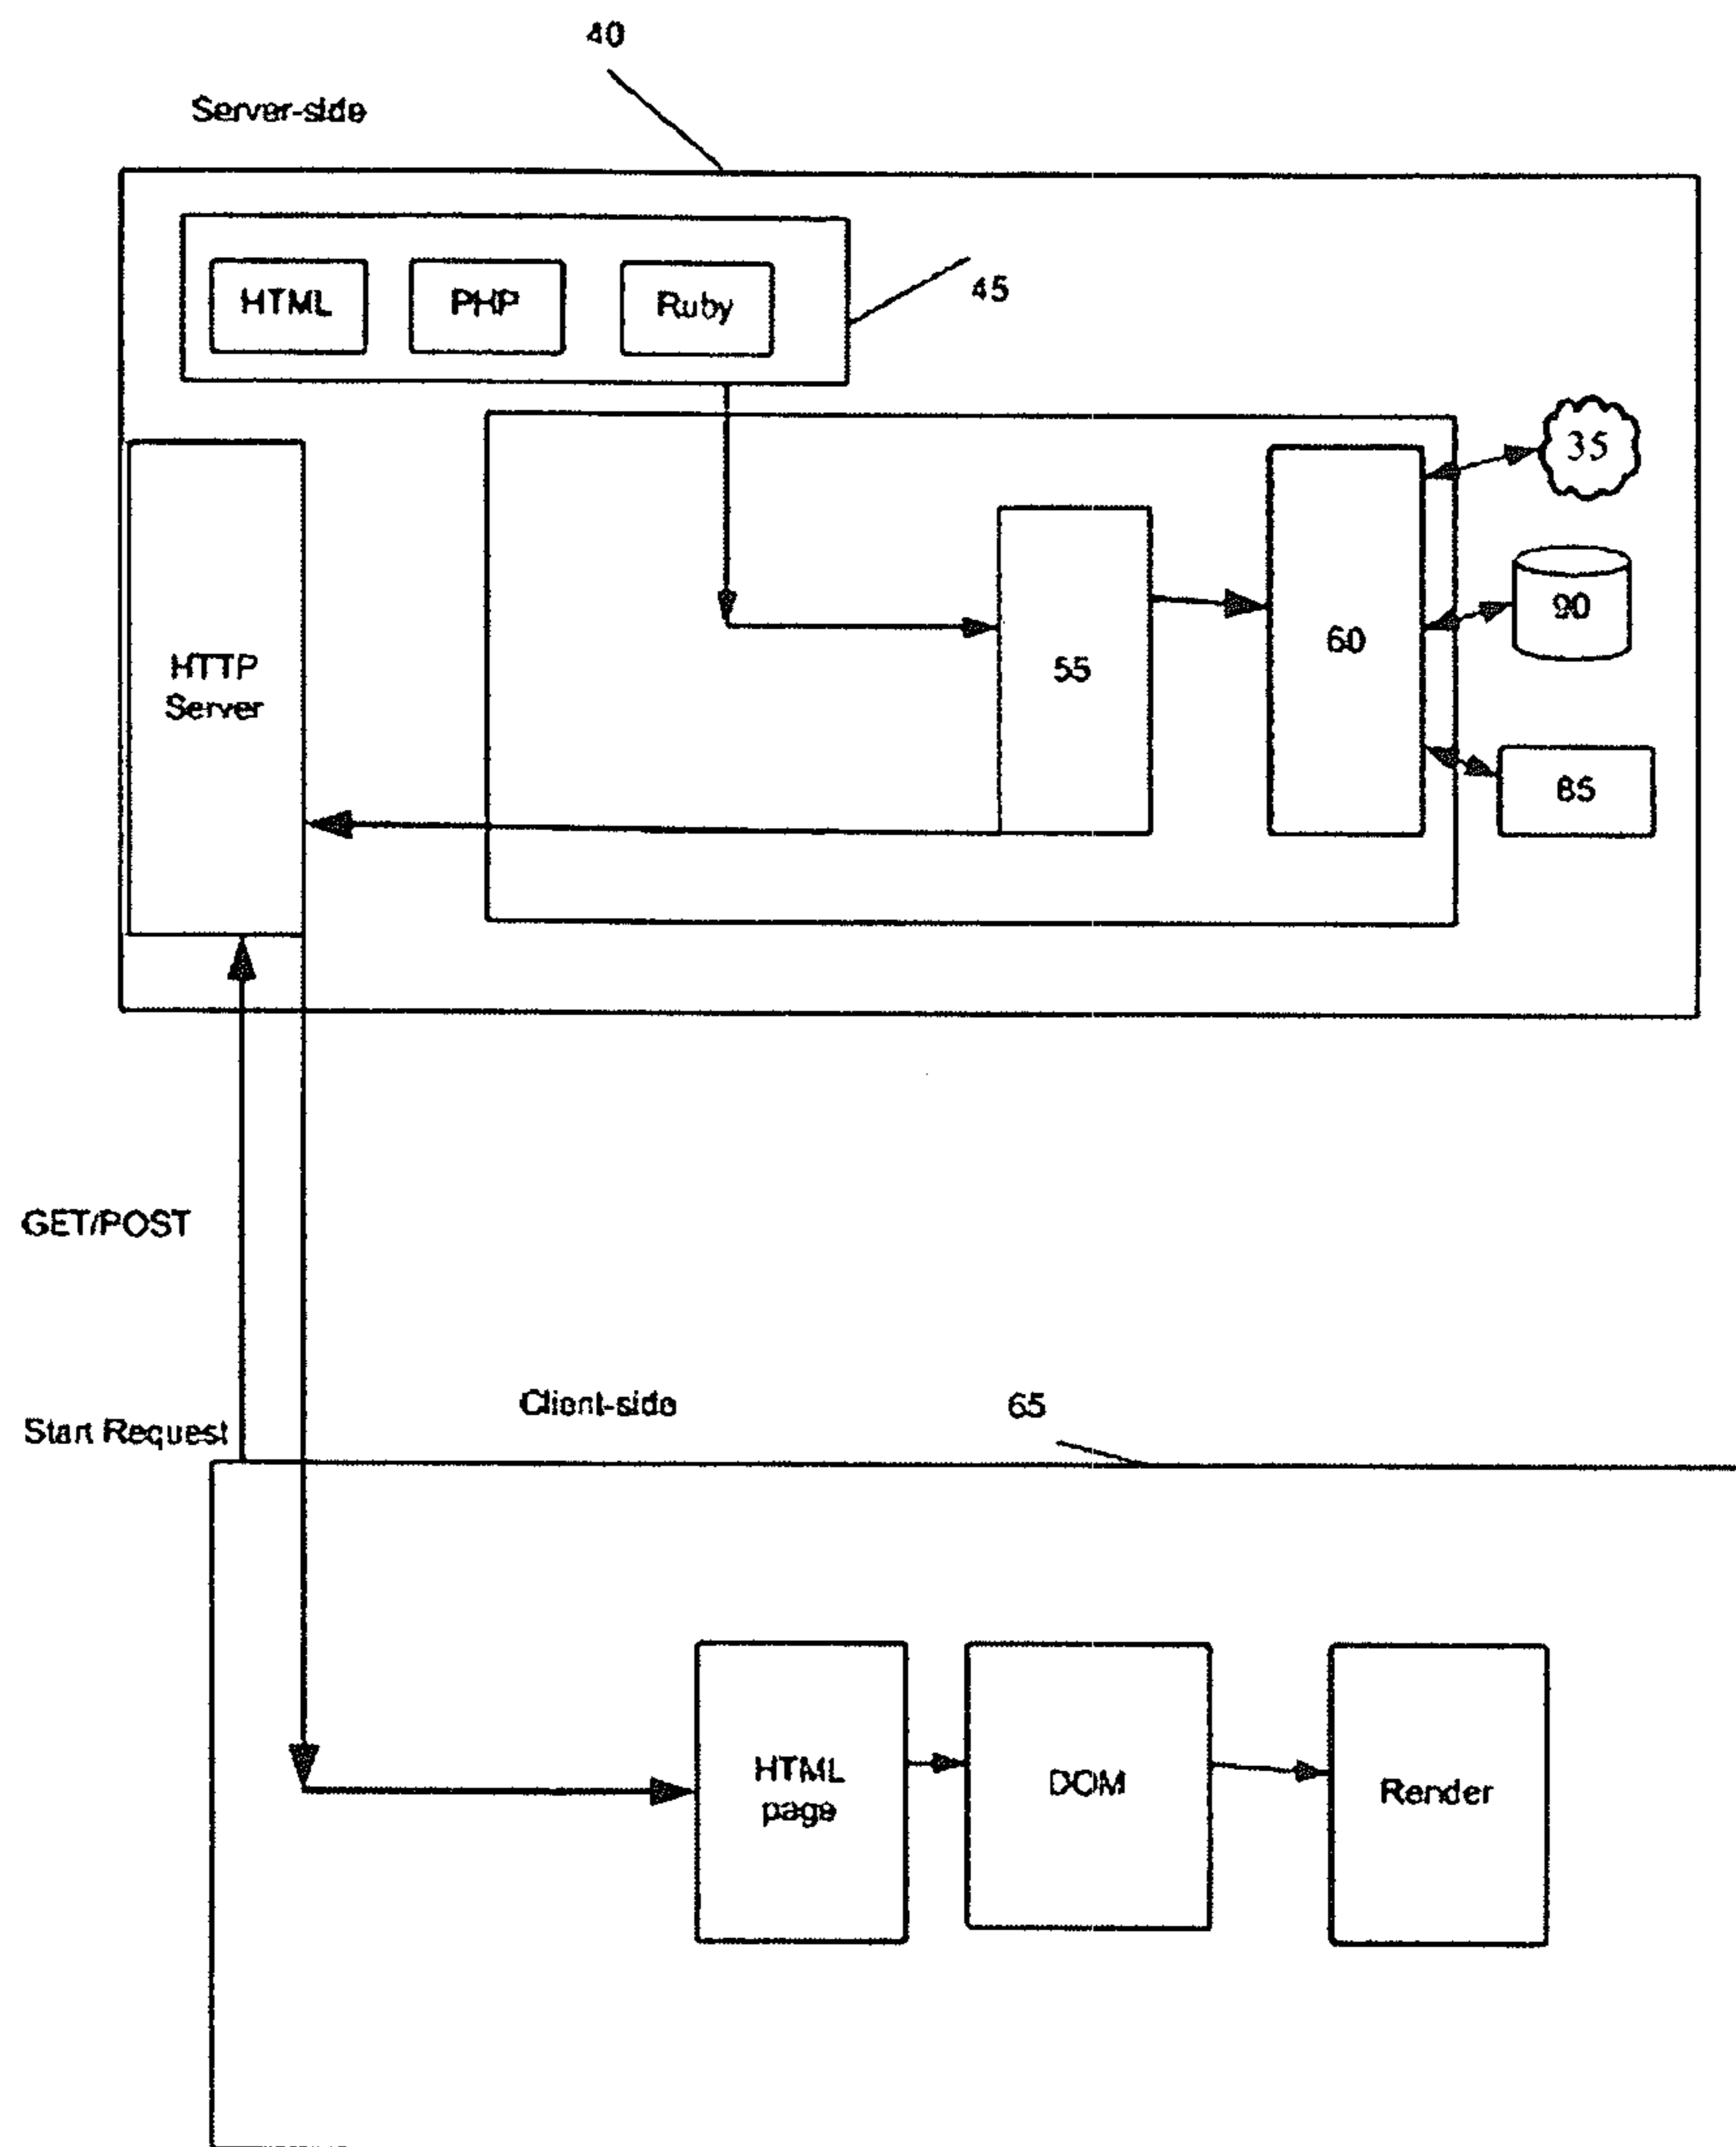 40
Server-side
HTML
PHP
Ruby
45
35
90
60
55
HTTP
Server
85
GET/POST
Client-side
65
Start Request
HTML
page
DOM
Render